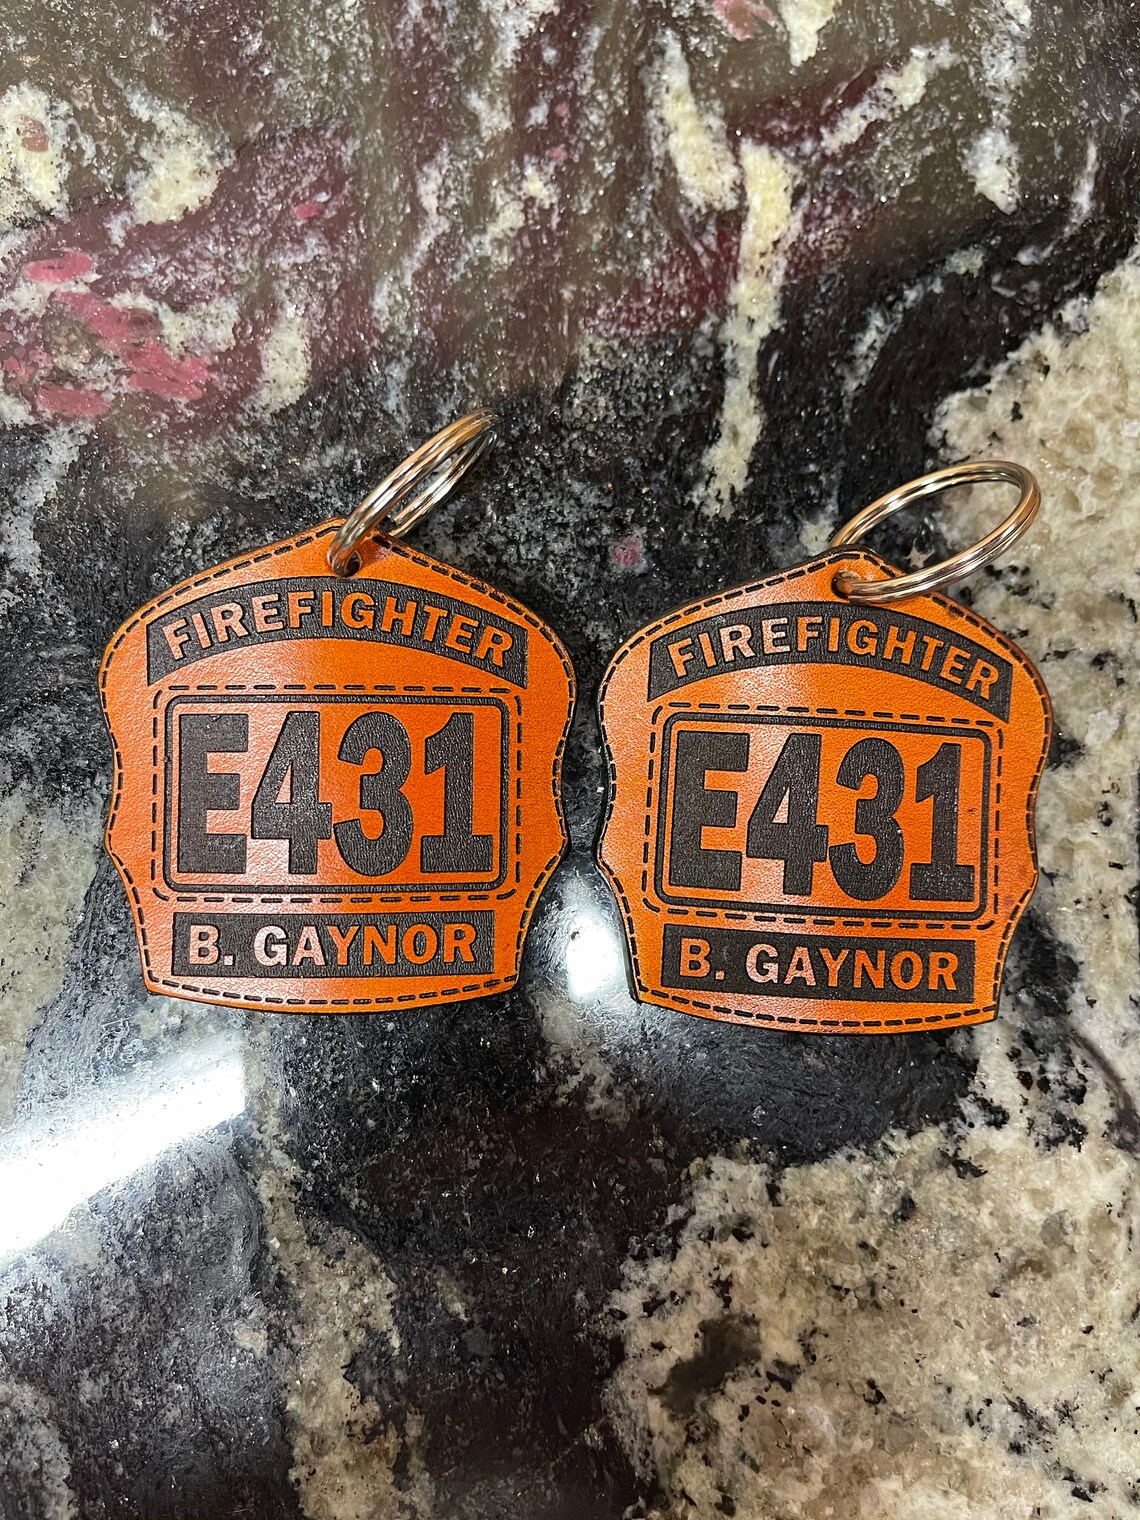 FIREFIGHTER
E431
B. GAYNOR
FIREFIGHTER
E431
B. GAYNOR